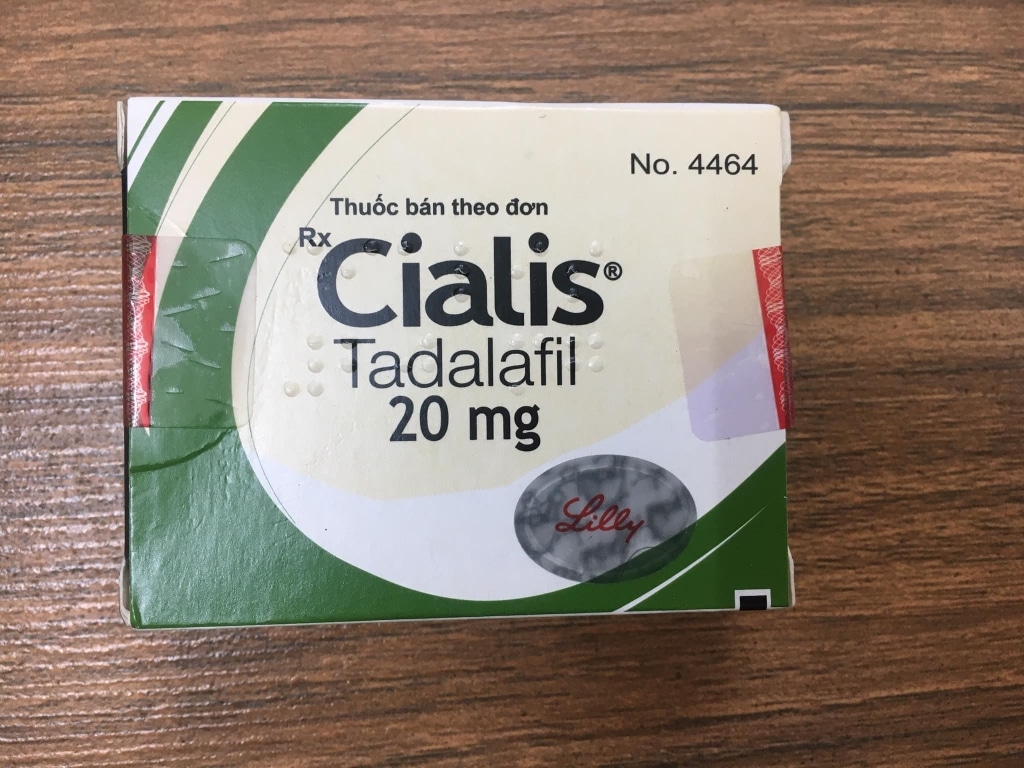 No. 4464
Thuốc bán theo đơn
Rx
Cialis®
Tadalafil
20 mg
Lilly